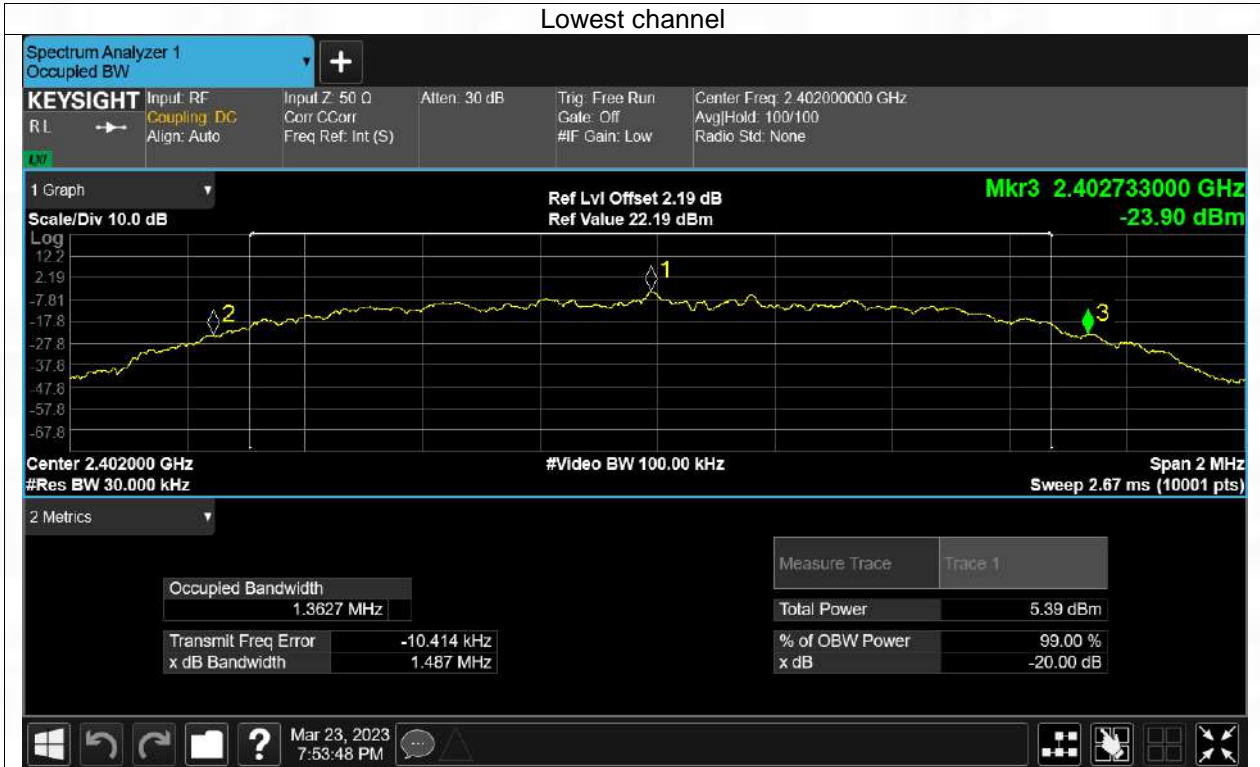 Lowest channel
Spectrum Analyzer 1
Occupied BW
+
KEYSIGHT
RL
LXI
Input: RF
Coupling: DC
Align: Auto
Input Z: 50 Ω
Corr CCorr
Freq Ref: Int (S)
Atten: 30 dB
Trig: Free Run
Gate: Off
#IF Gain: Low
Center Freq: 2.402000000 GHz
Avg|Hold: 100/100
Radio Std: None
1 Graph
Scale/Div 10.0 dB
Ref Lvl Offset 2.19 dB
Ref Value 22.19 dBm
Mkr3 2.402733000 GHz
-23.90 dBm
Log
12.2
2.19
-7.81
-17.8
-27.8
-37.8
-47.8
-57.8
-67.8
1
2
3
Center 2.402000 GHz
#Res BW 30.000 kHz
#Video BW 100.00 kHz
Span 2 MHz
Sweep 2.67 ms (10001 pts)
2 Metrics
Measure Trace Trace 1
Occupied Bandwidth
1.3627 MHz
Total Power 5.39 dBm
Transmit Freq Error -10.414 kHz
% of OBW Power 99.00 %
x dB Bandwidth 1.487 MHz
x dB -20.00 dB
?
Mar 23, 2023
7:53:48 PM